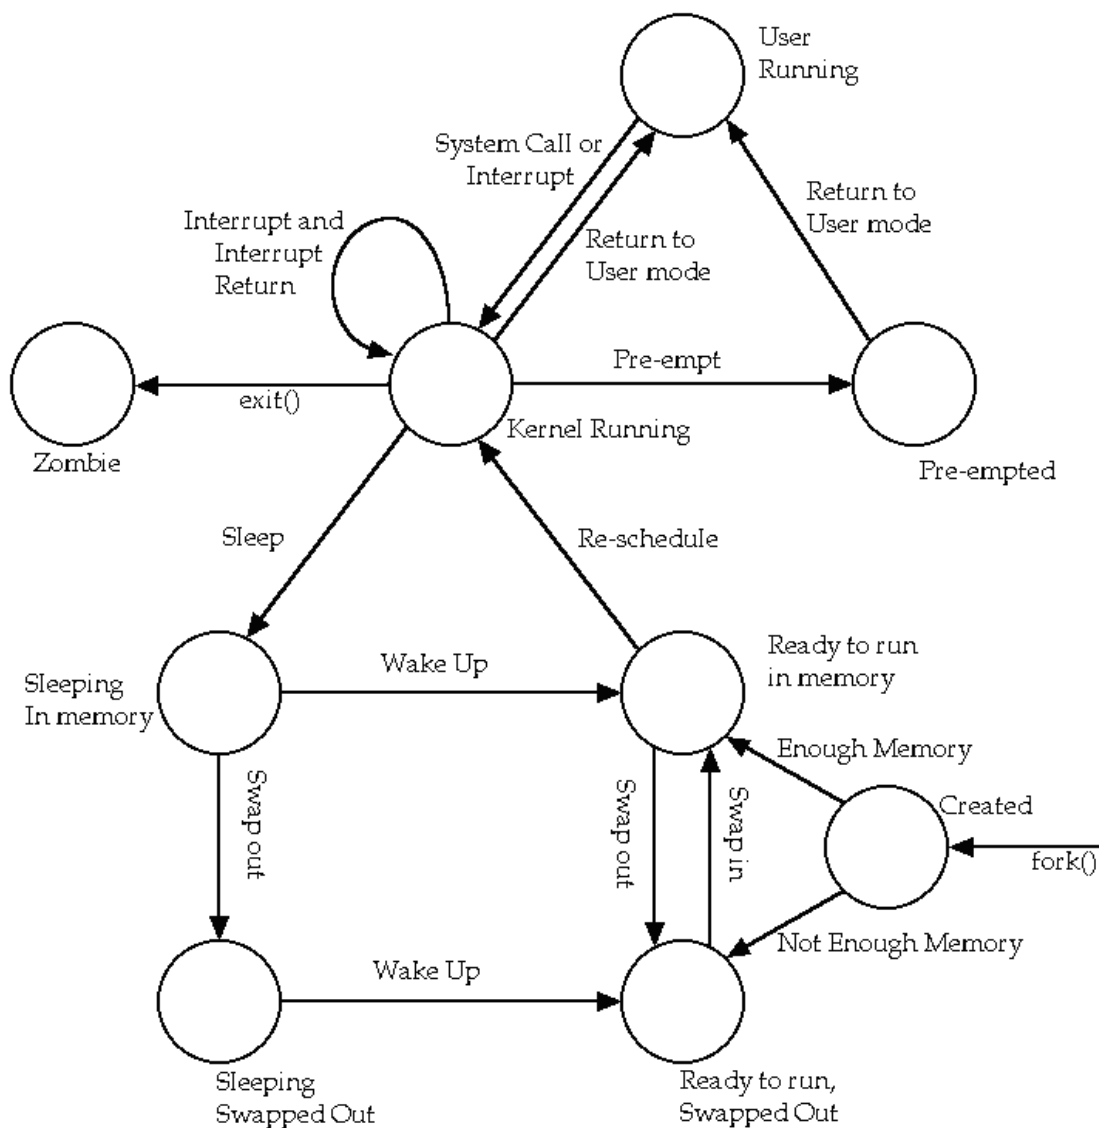 User
Running
System Call or
Interrupt
Return to
User mode
Interrupt and
Interrupt
Return
Return to
User mode
Pre-empt
exit()
Kernel Running
Zombie
Pre-empted
Sleep
Re-schedule
Ready to run
in memory
Wake Up
Sleeping
In memory
Enough Memory
Swap out
Swap out
Swap in
Created
fork()
Not Enough Memory
Wake Up
Sleeping
Swapped Out
Ready to run,
Swapped Out